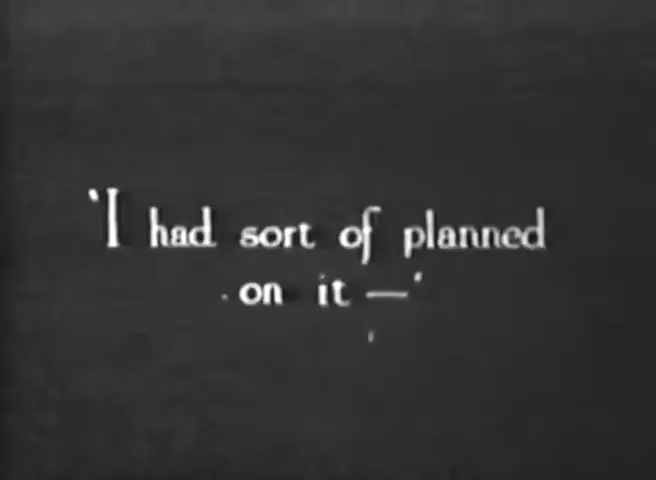 ‛I had sort of planned
on it —‛